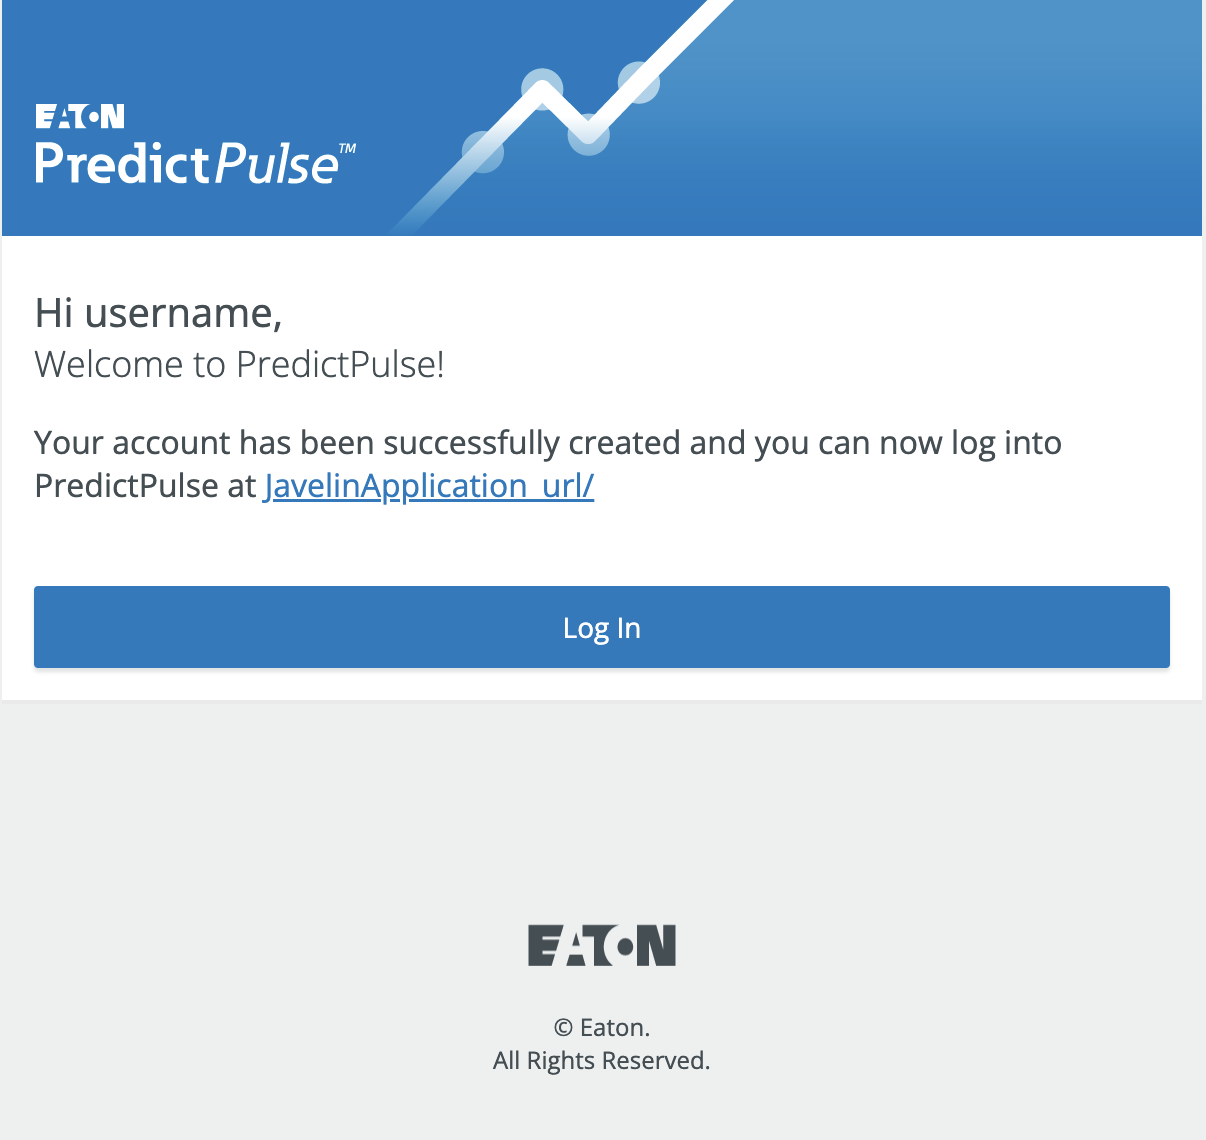 EATON
PredictPulse™
Hi username,
Welcome to PredictPulse!
Your account has been successfully created and you can now log into
PredictPulse at JavelinApplication_url/
Log In
EATON
© Eaton.
All Rights Reserved.